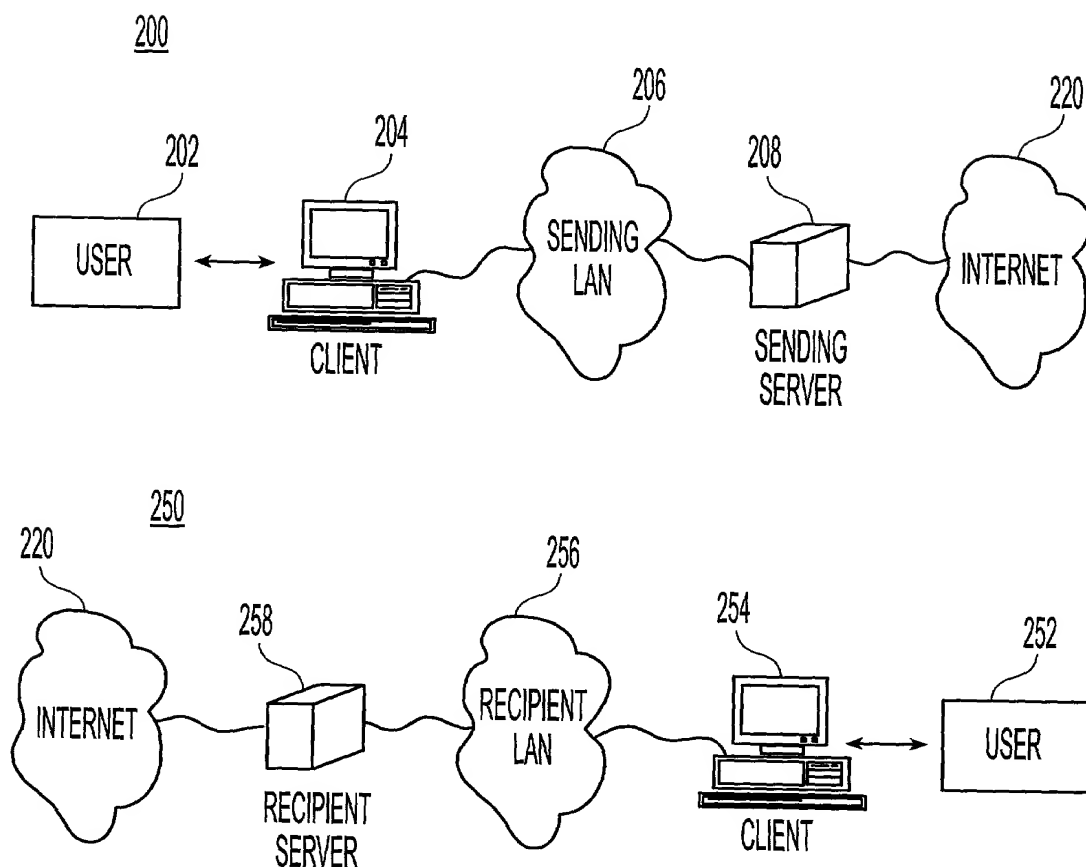 200
206
220
204
202
208
USER
SENDING
LAN
INTERNET
CLIENT
SENDING
SERVER
250
220
256
258
254
252
INTERNET
RECIPIENT
LAN
USER
RECIPIENT
SERVER
CLIENT